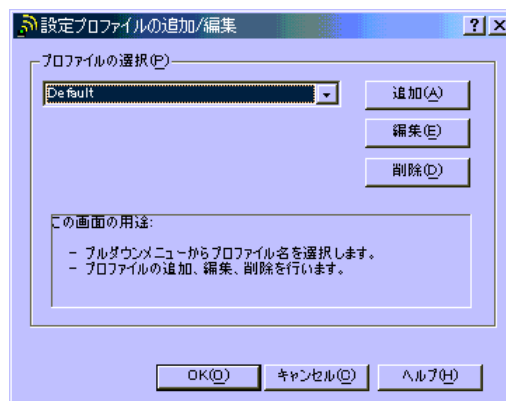 設定プロファイルの追加/編集
プロファイルの選択(P)
Default
追加(A)
編集(E)
削除(D)
この画面の用途:
- プルダウンメニューからプロファイル名を選択します。
- プロファイルの追加、編集、削除を行います。
OK(O)
キャンセル(C)
ヘルプ(H)